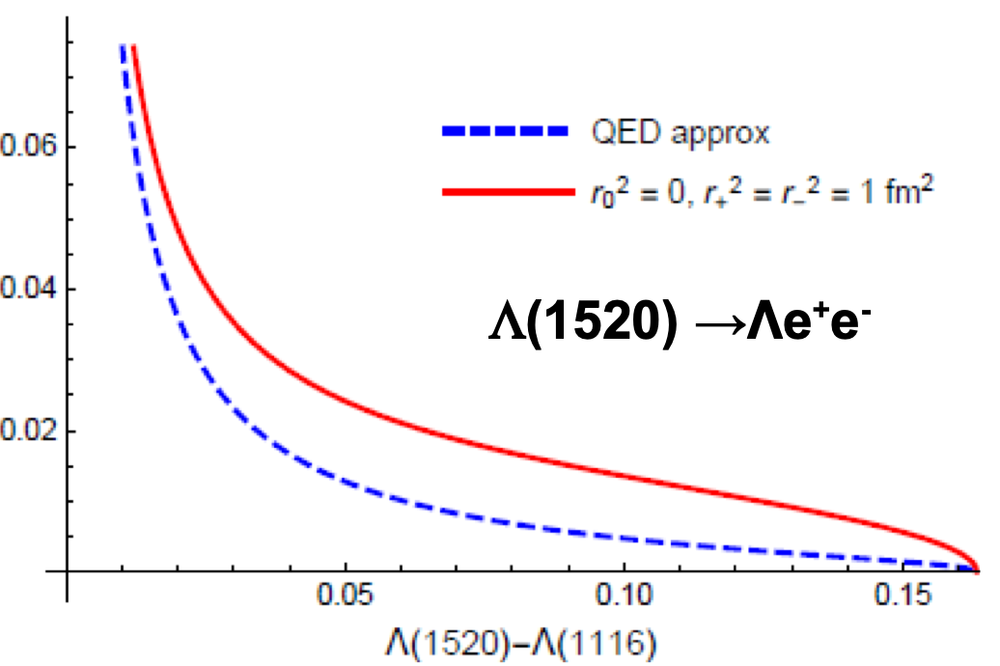 0.06
QED approx
r₀² = 0, r₊² = r₋² = 1 fm²
0.04
Λ(1520) →Λe⁺e⁻
0.02
0.05 0.10 0.15
Λ(1520)−Λ(1116)